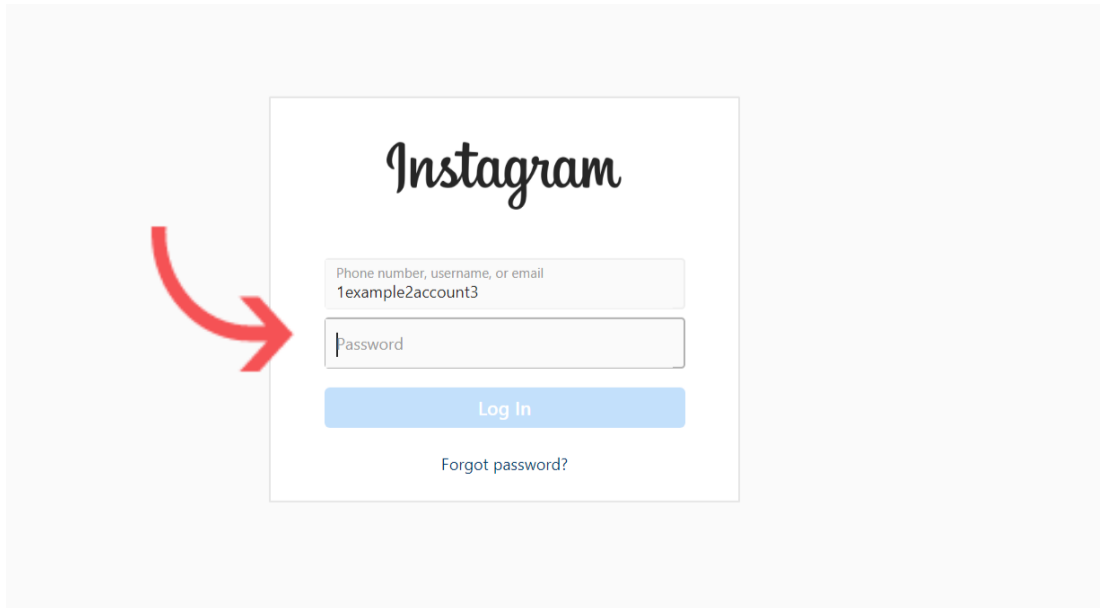 Instagram
Phone number, username, or email
1example2account3
Password
Log In
Forgot password?